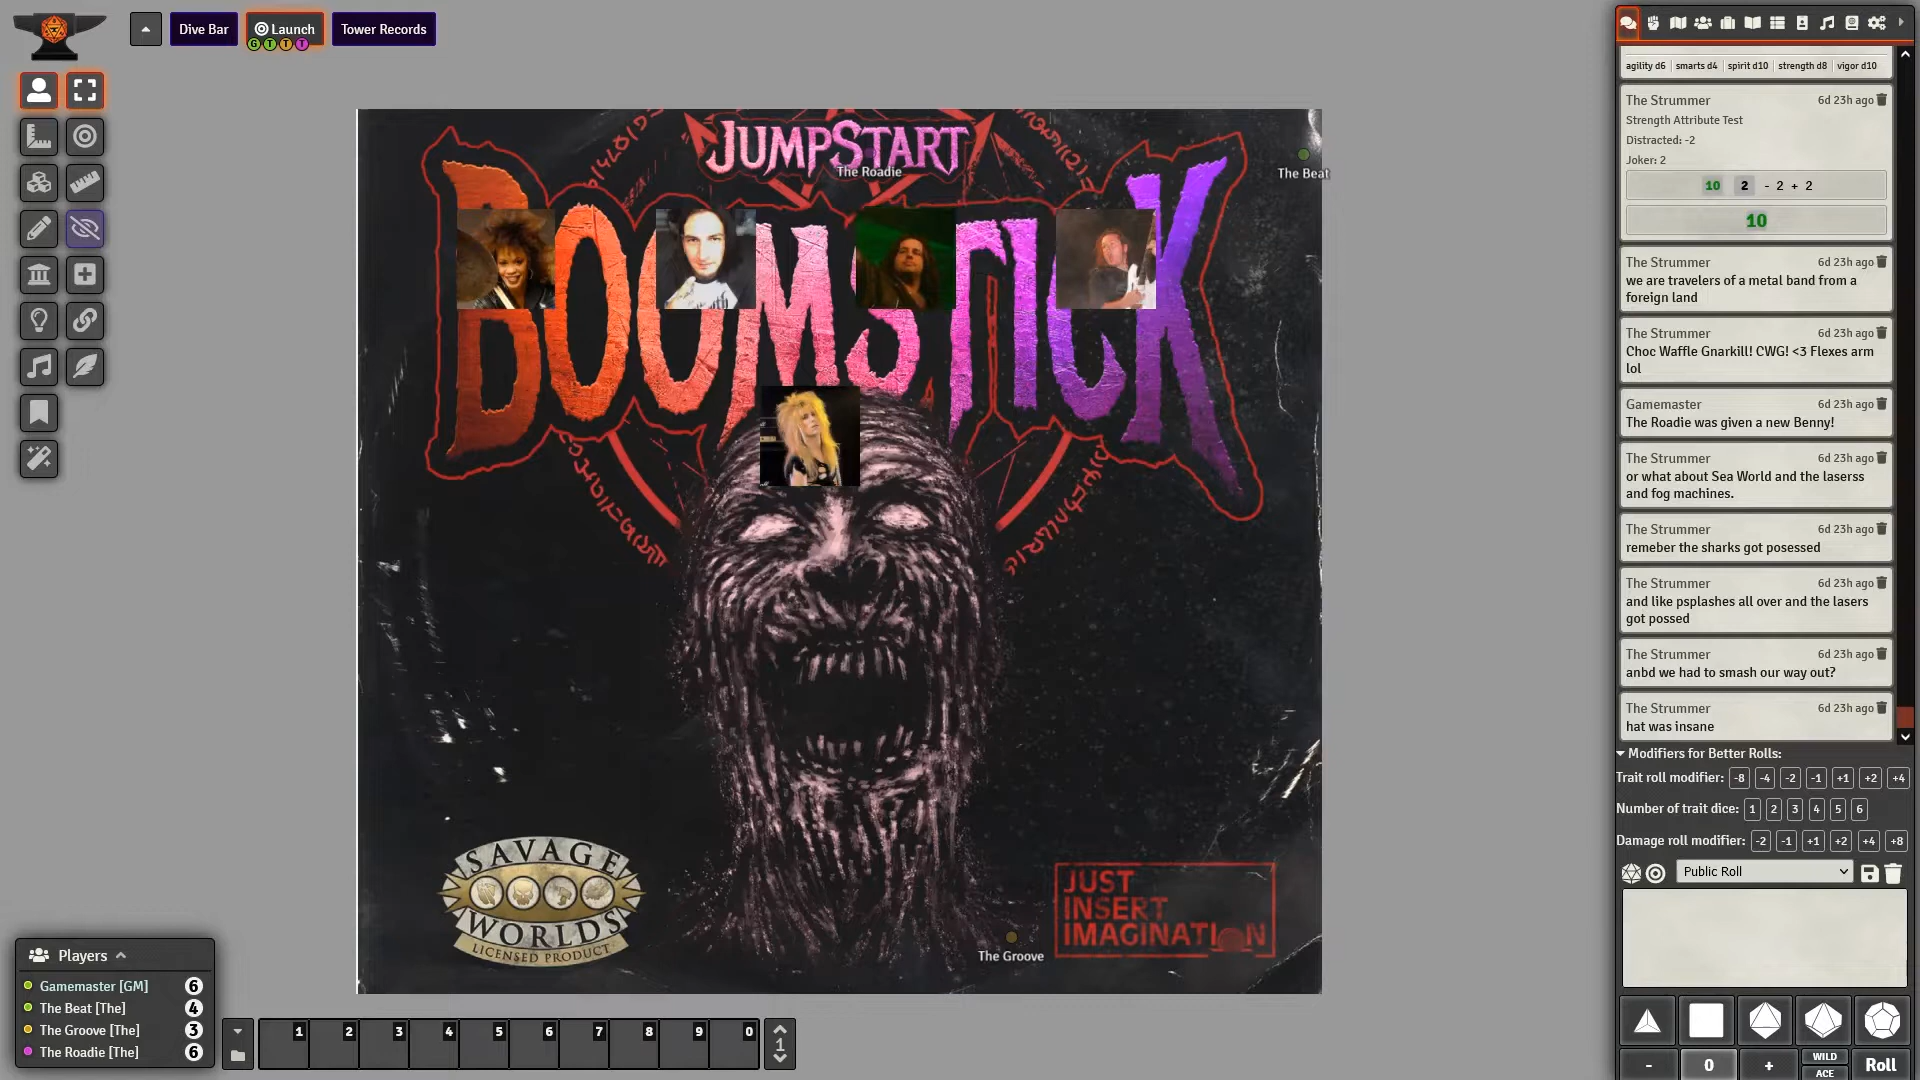 Dive Bar
Launch
G T T T
Tower Records
JUMPSTART
The Roadie
The Beat
BOOMSTICK
SAVAGE
WORLDS
LICENSED PRODUCT
The Groove
JUST
INSERT
IMAGINATION
Players
Gamemaster [GM] 6
The Beat [The] 4
The Groove [The] 3
The Roadie [The] 6
1 2 3 4 5 6 7 8 9 0
1
agility d6 smarts d4 spirit d10 strength d8 vigor d10
The Strummer 6d 23h ago
Strength Attribute Test
Distracted: -2
Joker: 2
10 2 - 2 + 2
10
The Strummer 6d 23h ago
we are travelers of a metal band from a
foreign land
The Strummer 6d 23h ago
Choc Waffle Gnarkill! CWG! <3 Flexes arm
lol
Gamemaster 6d 23h ago
The Roadie was given a new Benny!
The Strummer 6d 23h ago
or what about Sea World and the laserss
and fog machines.
The Strummer 6d 23h ago
remeber the sharks got posessed
The Strummer 6d 23h ago
and like psplashes all over and the lasers
got possed
The Strummer 6d 23h ago
anbd we had to smash our way out?
The Strummer 6d 23h ago
hat was insane
Modifiers for Better Rolls:
Trait roll modifier: -8 -4 -2 -1 +1 +2 +4
Number of trait dice: 1 2 3 4 5 6
Damage roll modifier: -2 -1 +1 +2 +4 +8
Public Roll
- 0 + WILD
ACE
Roll